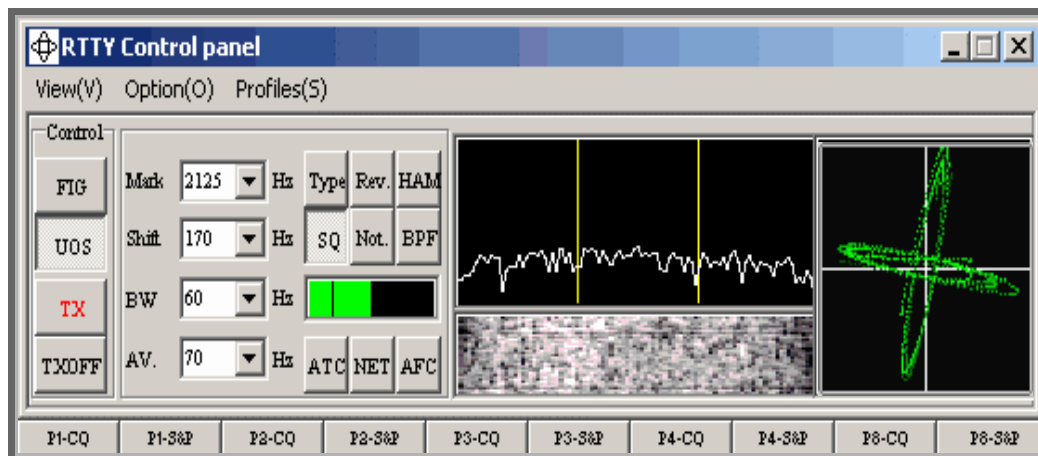 RTTY Control panel
View(V) Option(O) Profiles(S)
Control
FIG
UOS
TX
TXOFF
Mark 2125 Hz Type Rev. HAM
Shift 170 Hz SQ Not. BPF
BW 60 Hz
AV. 70 Hz ATC NET AFC
P1-CQ P1-S&P P2-CQ P2-S&P P3-CQ P3-S&P P4-CQ P4-S&P P8-CQ P8-S&P